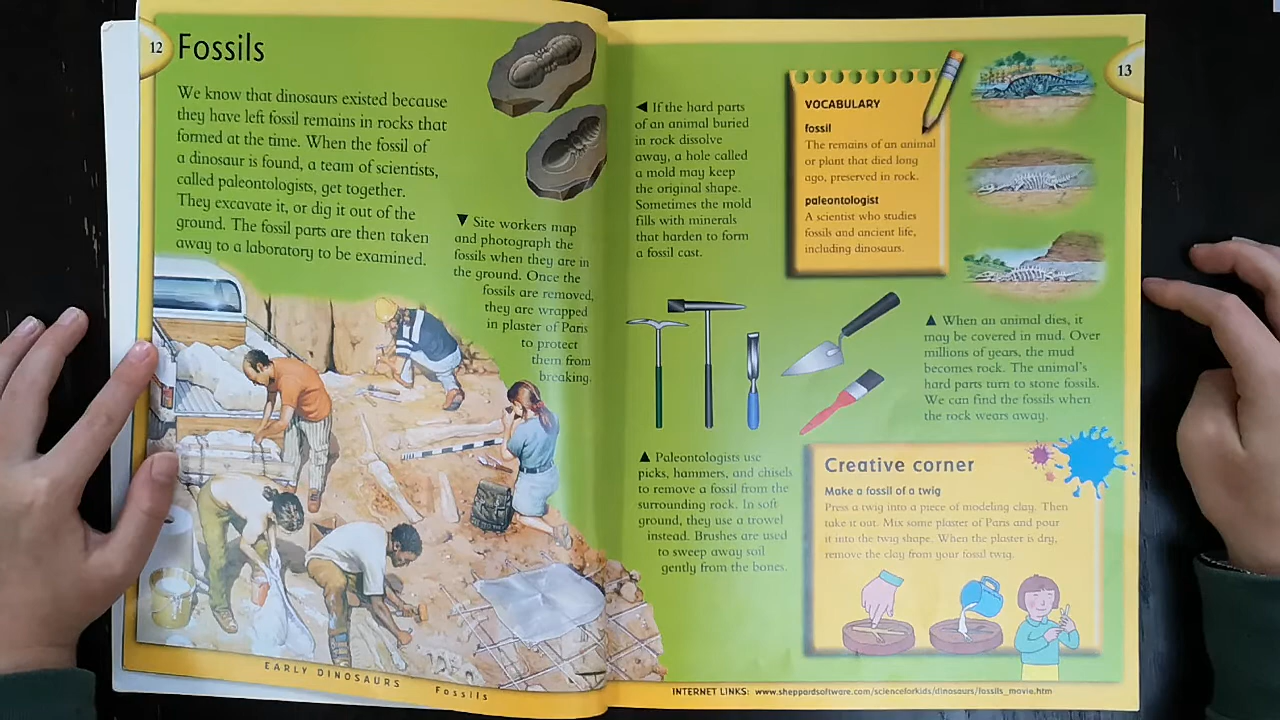 12
Fossils
We know that dinosaurs existed because
they have left fossil remains in rocks that
formed at the time. When the fossil of
a dinosaur is found, a team of scientists,
called paleontologists, get together.
They excavate it, or dig it out of the
ground. The fossil parts are then taken
away to a laboratory to be examined.
▼ Site workers map
and photograph the
fossils when they are in
the ground. Once the
fossils are removed,
they are wrapped
in plaster of Paris
to protect
them from
breaking.
EARLY DINOSAURS Fossils
13
◀ If the hard parts
of an animal buried
in rock dissolve
away, a hole called
a mold may keep
the original shape.
Sometimes the mold
fills with minerals
that harden to form
a fossil cast.
VOCABULARY
fossil
The remains of an animal
or plant that died long
ago, preserved in rock.
paleontologist
A scientist who studies
fossils and ancient life,
including dinosaurs.
▲ When an animal dies, it
may be covered in mud. Over
millions of years, the mud
becomes rock. The animal's
hard parts turn to stone fossils.
We can find the fossils when
the rock wears away.
▲ Paleontologists use
picks, hammers, and chisels
to remove a fossil from the
surrounding rock. In soft
ground, they use a trowel
instead. Brushes are used
to sweep away soil
gently from the bones.
Creative corner
Make a fossil of a twig
Press a twig into a piece of modeling clay. Then
take it out. Mix some plaster of Paris and pour
it into the twig shape. When the plaster is dry,
remove the clay from your fossil twig.
INTERNET LINKS: www.sheppardsoftware.com/scienceforkids/dinosaurs/fossils_movie.htm